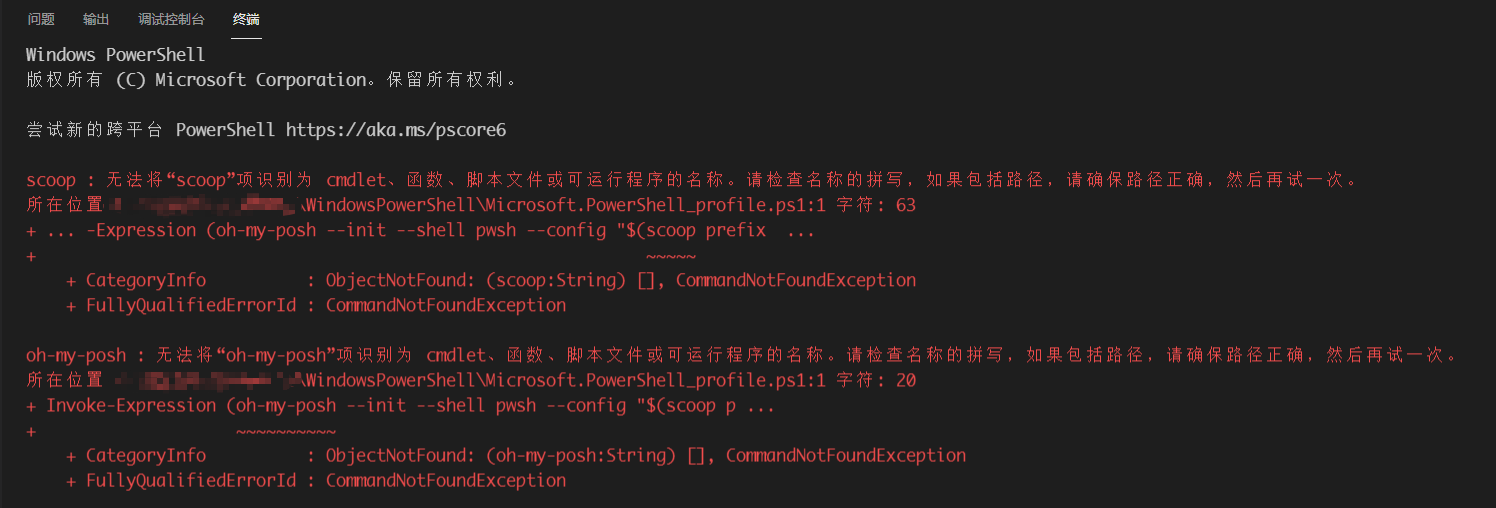 问题 输出 调试控制台 终端
Windows PowerShell
版权所有 (C) Microsoft Corporation。保留所有权利。
尝试新的跨平台 PowerShell https://aka.ms/pscore6
scoop : 无法将“scoop”项识别为 cmdlet、函数、脚本文件或可运行程序的名称。请检查名称的拼写，如果包括路径，请确保路径正确，然后再试一次。
所在位置 \WindowsPowerShell\Microsoft.PowerShell_profile.ps1:1 字符: 63
+ ... -Expression (oh-my-posh --init --shell pwsh --config "$(scoop prefix ...
+ ~~~~~
+ CategoryInfo : ObjectNotFound: (scoop:String) [], CommandNotFoundException
+ FullyQualifiedErrorId : CommandNotFoundException
oh-my-posh : 无法将“oh-my-posh”项识别为 cmdlet、函数、脚本文件或可运行程序的名称。请检查名称的拼写，如果包括路径，请确保路径正确，然后再试一次。
所在位置 \WindowsPowerShell\Microsoft.PowerShell_profile.ps1:1 字符: 20
+ Invoke-Expression (oh-my-posh --init --shell pwsh --config "$(scoop p ...
+ ~~~~~~~~~~
+ CategoryInfo : ObjectNotFound: (oh-my-posh:String) [], CommandNotFoundException
+ FullyQualifiedErrorId : CommandNotFoundException